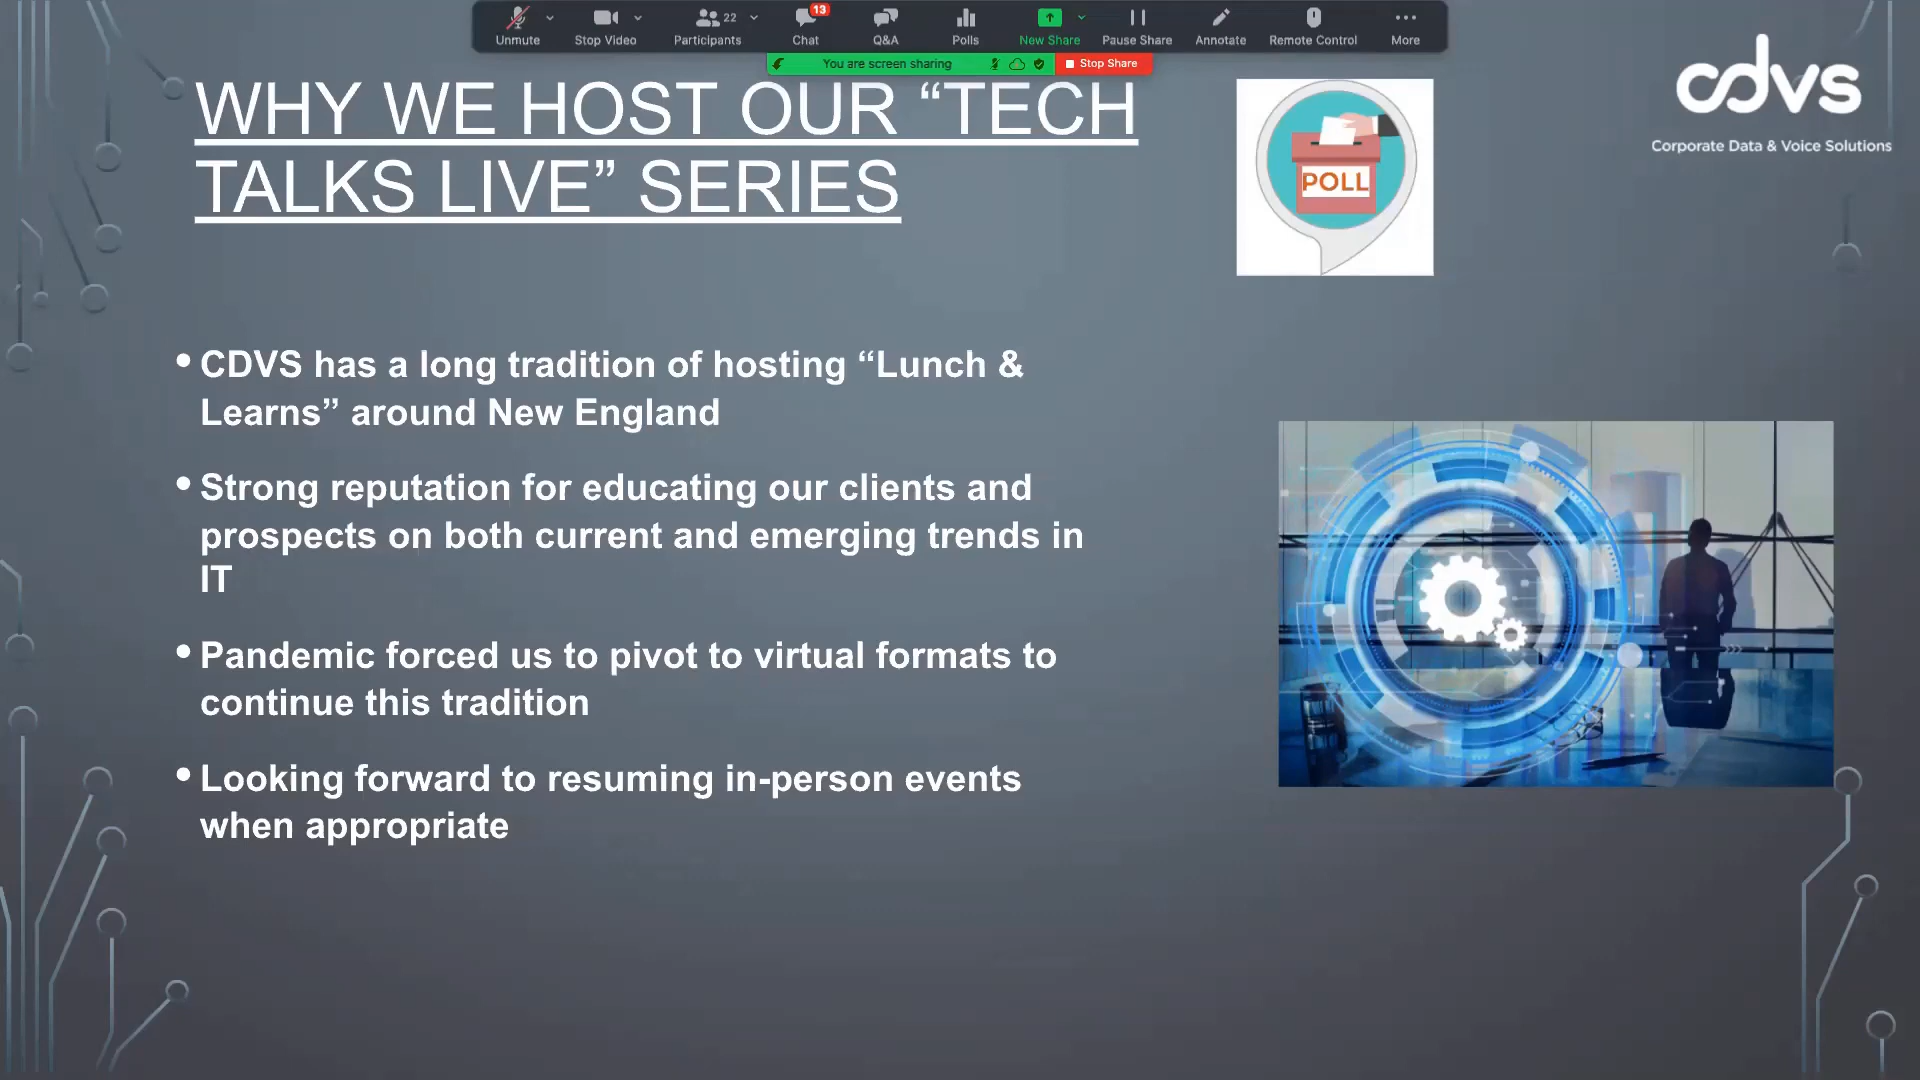 Unmute
Stop Video
22
Participants
13
Chat
Q&A
Polls
New Share
Pause Share
Annotate
Remote Control
More
You are screen sharing
Stop Share
WHY WE HOST OUR “TECH
TALKS LIVE” SERIES
POLL
cdvs
Corporate Data & Voice Solutions
• CDVS has a long tradition of hosting “Lunch &
Learns” around New England
• Strong reputation for educating our clients and
prospects on both current and emerging trends in
IT
• Pandemic forced us to pivot to virtual formats to
continue this tradition
• Looking forward to resuming in-person events
when appropriate